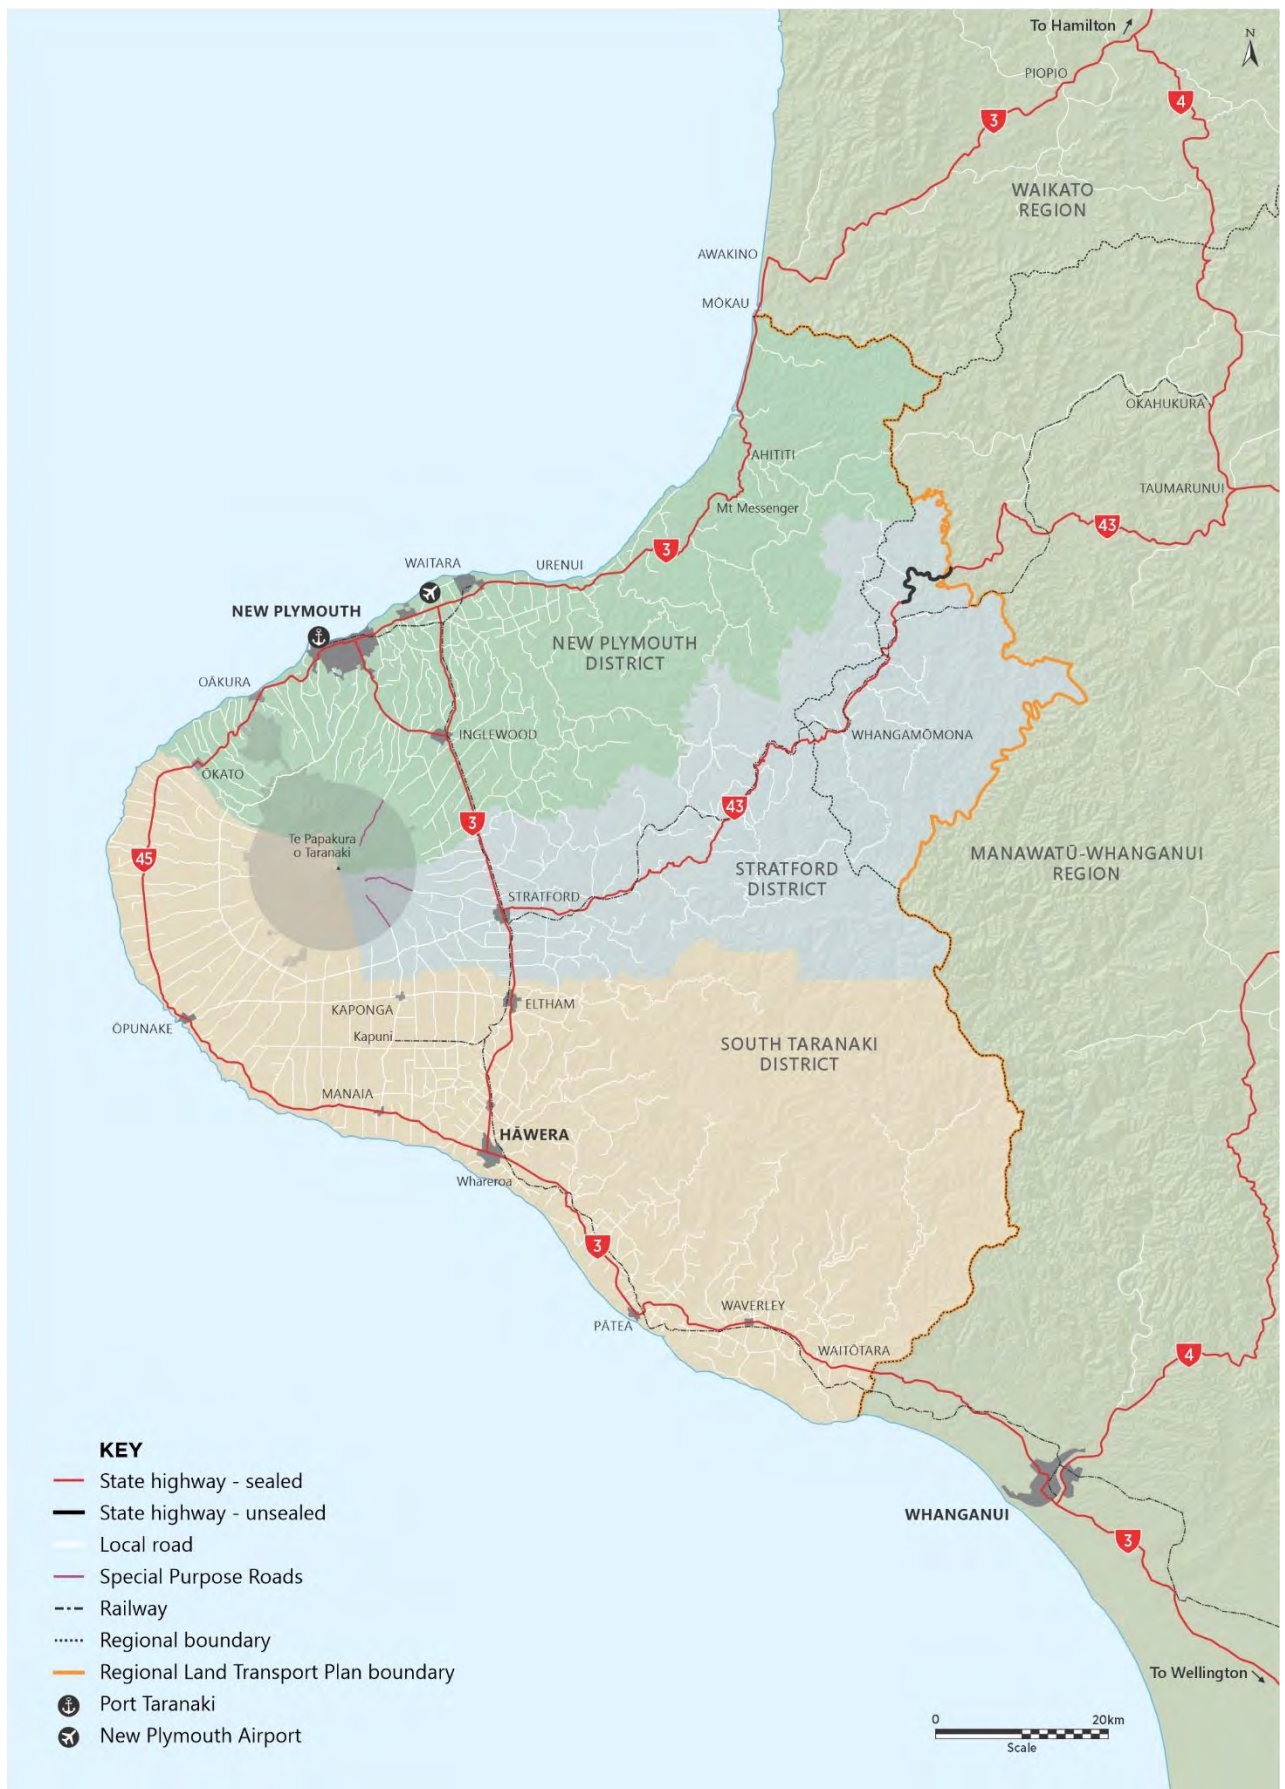 To Hamilton
N
PIOPIO
4
3
WAIKATO
REGION
AWAKINO
MŌKAU
OKAHUKURA
AHITITI
TAUMARUNUI
Mt Messenger
43
3
WAITARA
URENUI
NEW PLYMOUTH
NEW PLYMOUTH
DISTRICT
OĀKURA
INGLEWOOD
WHANGAMŌMONA
ŌKATO
43
3
Te Papakura
o Taranaki
45
STRATFORD
DISTRICT
MANAWATŪ-WHANGANUI
REGION
STRATFORD
KAPONGA
ELTHAM
ŌPUNAKE
Kapuni
SOUTH TARANAKI
DISTRICT
MANAIA
HĀWERA
Whareroa
3
WAVERLEY
PĀTEA
WAITŌTARA
4
KEY
State highway - sealed
State highway - unsealed
Local road
Special Purpose Roads
Railway
Regional boundary
Regional Land Transport Plan boundary
Port Taranaki
New Plymouth Airport
WHANGANUI
3
To Wellington
0 20km
Scale